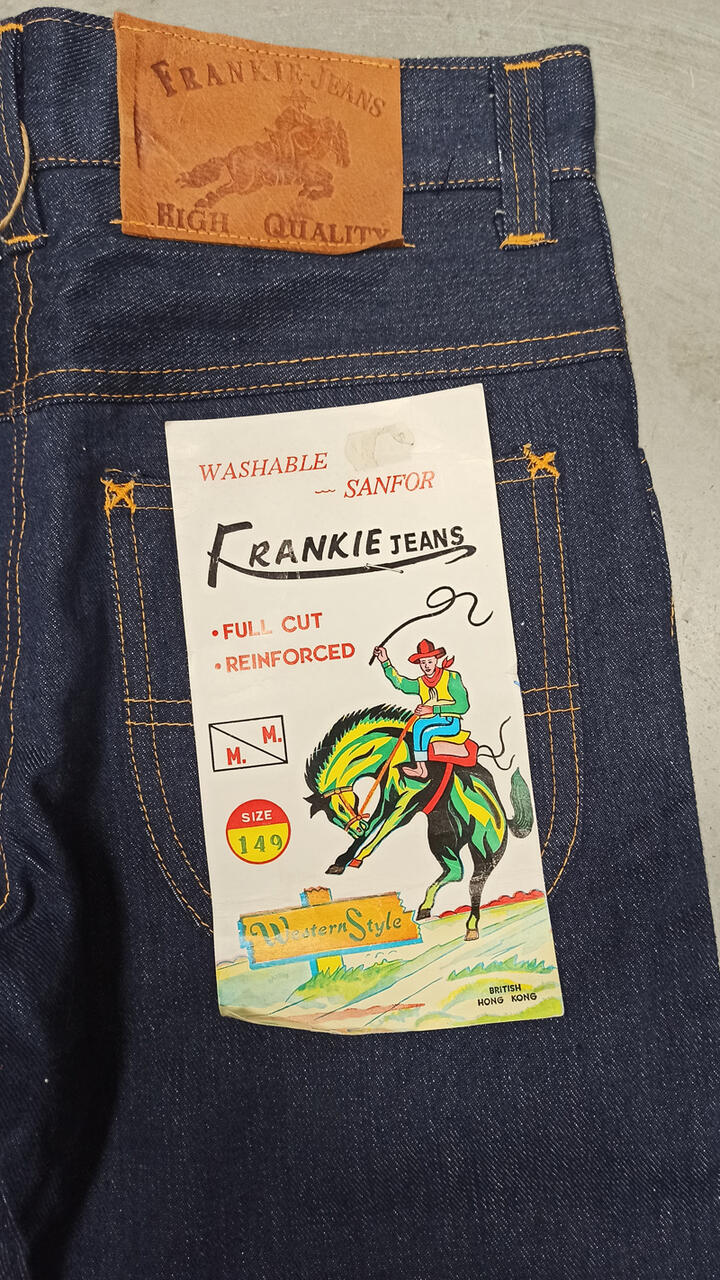 FRANKIE-JEANS
HIGH QUALITY
WASHABLE
SANFOR
FRANKIE JEANS
• FULL CUT
• REINFORCED
M. M.
SIZE
149
Western Style
BRITISH
HONG KONG